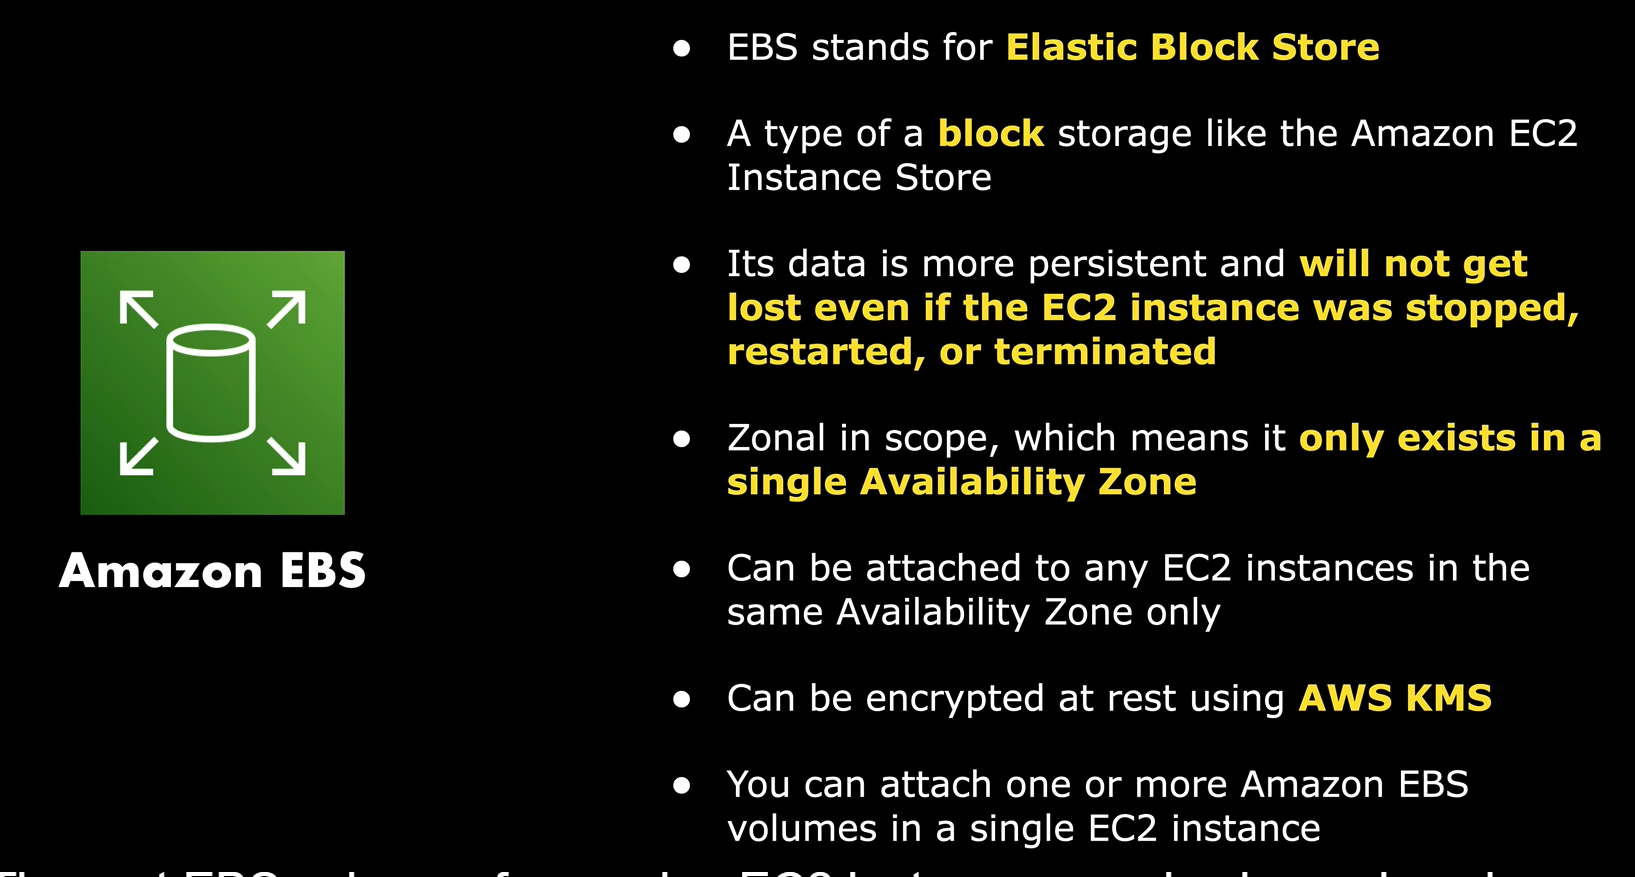 ● EBS stands for Elastic Block Store
● A type of a block storage like the Amazon EC2
Instance Store
● Its data is more persistent and will not get
lost even if the EC2 instance was stopped,
restarted, or terminated
● Zonal in scope, which means it only exists in a
single Availability Zone
● Can be attached to any EC2 instances in the
same Availability Zone only
● Can be encrypted at rest using AWS KMS
● You can attach one or more Amazon EBS
volumes in a single EC2 instance
Amazon EBS